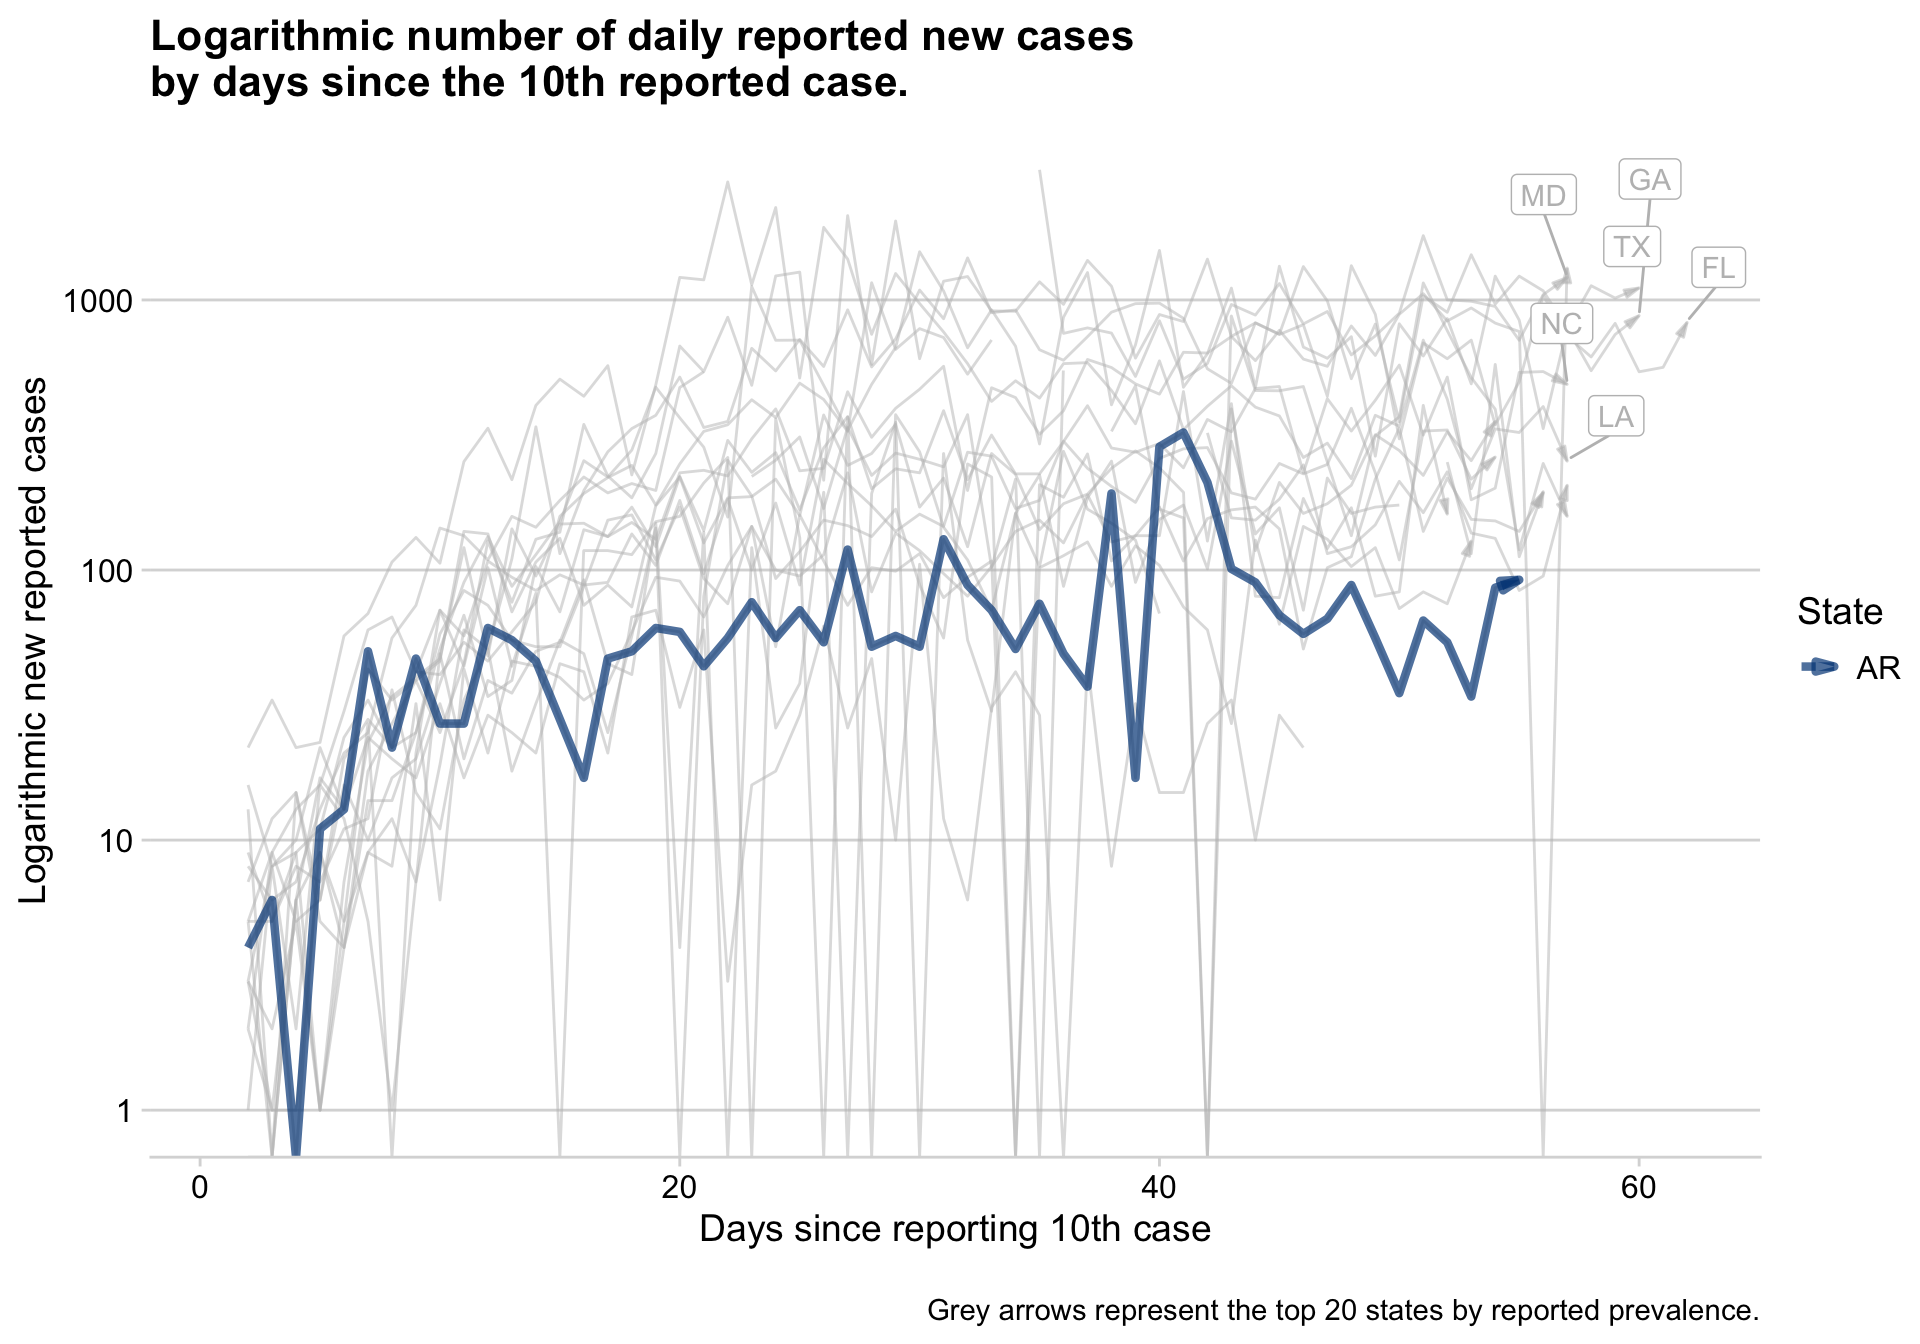 Logarithmic number of daily reported new cases
by days since the 10th reported case.
MD
GA
TX
FL
NC
LA
1000
100
10
1
Logarithmic new reported cases
0
20
40
60
Days since reporting 10th case
State
AR
Grey arrows represent the top 20 states by reported prevalence.